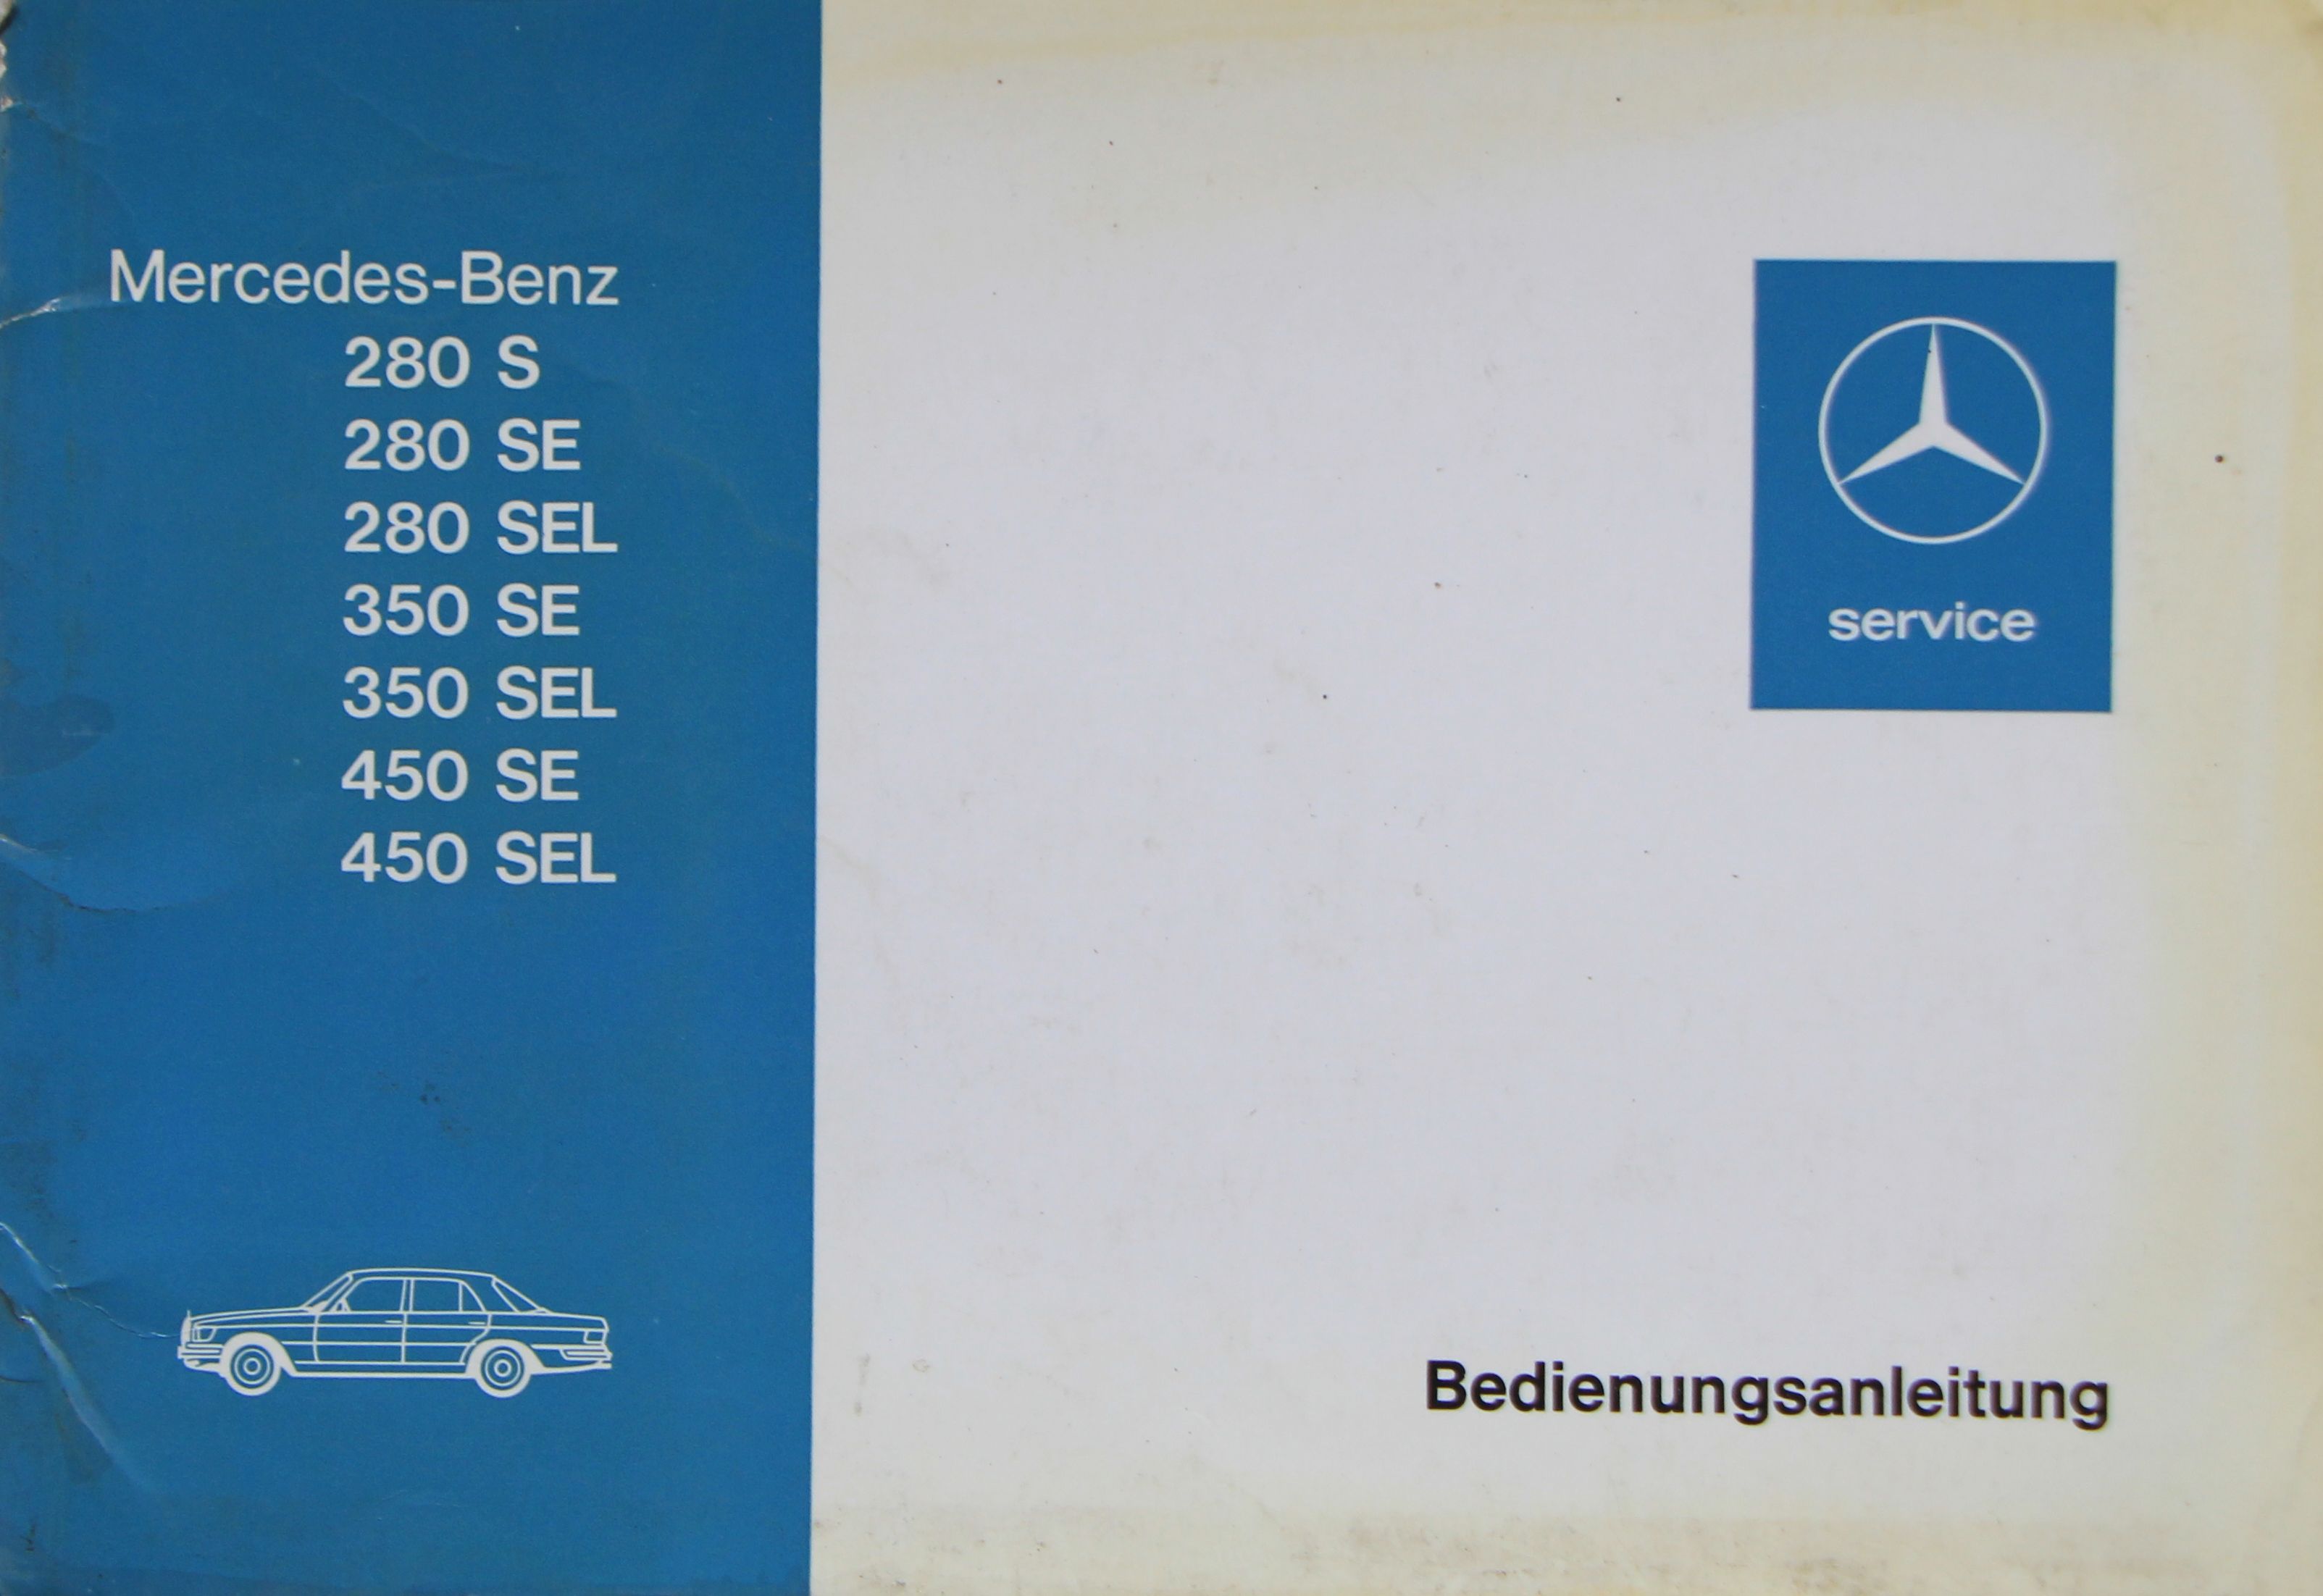 Mercedes-Benz
280 S
280 SE
280 SEL
350 SE
350 SEL
450 SE
450 SEL
service
Bedienungsanleitung